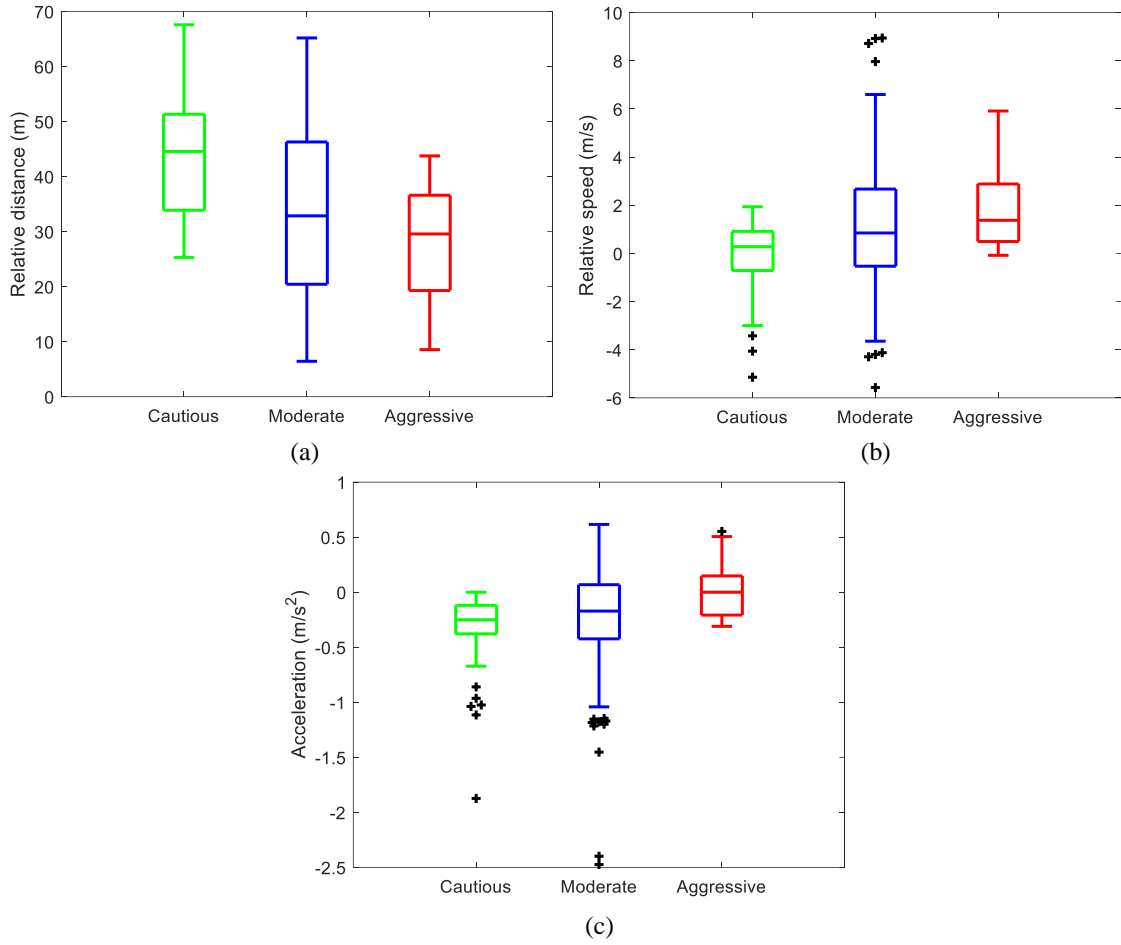 70
60
50
40
30
20
10
0
Relative distance (m)
Cautious Moderate Aggressive
(a)
10
8
6
4
2
0
-2
-4
-6
Relative speed (m/s)
Cautious Moderate Aggressive
(b)
1
0.5
0
-0.5
-1
-1.5
-2
-2.5
Acceleration (m/s²)
Cautious Moderate Aggressive
(c)